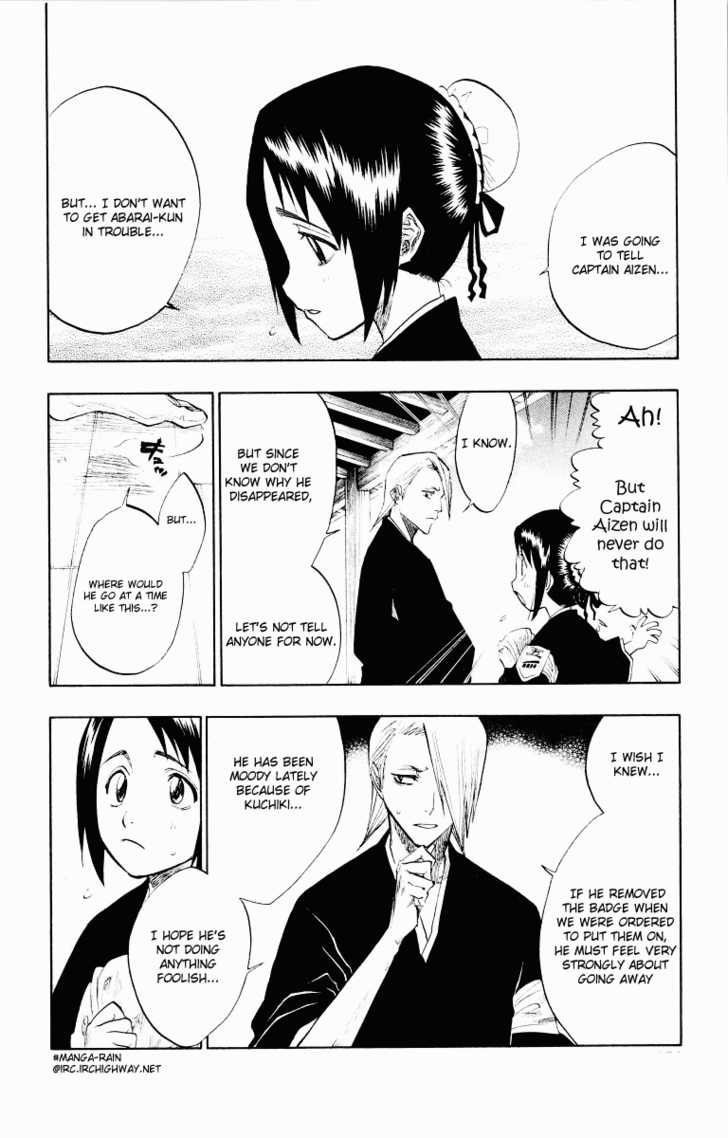 I WAS GOING
TO TELL
CAPTAIN AIZEN...
BUT... I DON'T WANT
TO GET ABARAI-KUN
IN TROUBLE...
Ah!
But
Captain
Aizen will
never do
that!
I KNOW.
BUT SINCE
WE DON'T
KNOW WHY HE
DISAPPEARED,
LET'S NOT TELL
ANYONE FOR NOW.
BUT...
WHERE WOULD
HE GO AT A TIME
LIKE THIS...?
I WISH I
KNEW...
IF HE REMOVED
THE BADGE WHEN
WE WERE ORDERED
TO PUT THEM ON,
HE MUST FEEL VERY
STRONGLY ABOUT
GOING AWAY
HE HAS BEEN
MOODY LATELY
BECAUSE OF
KUCHIKI...
I HOPE HE'S
NOT DOING
ANYTHING
FOOLISH...
#MANGA-RAIN
@IRC.IRCHIGHWAY.NET